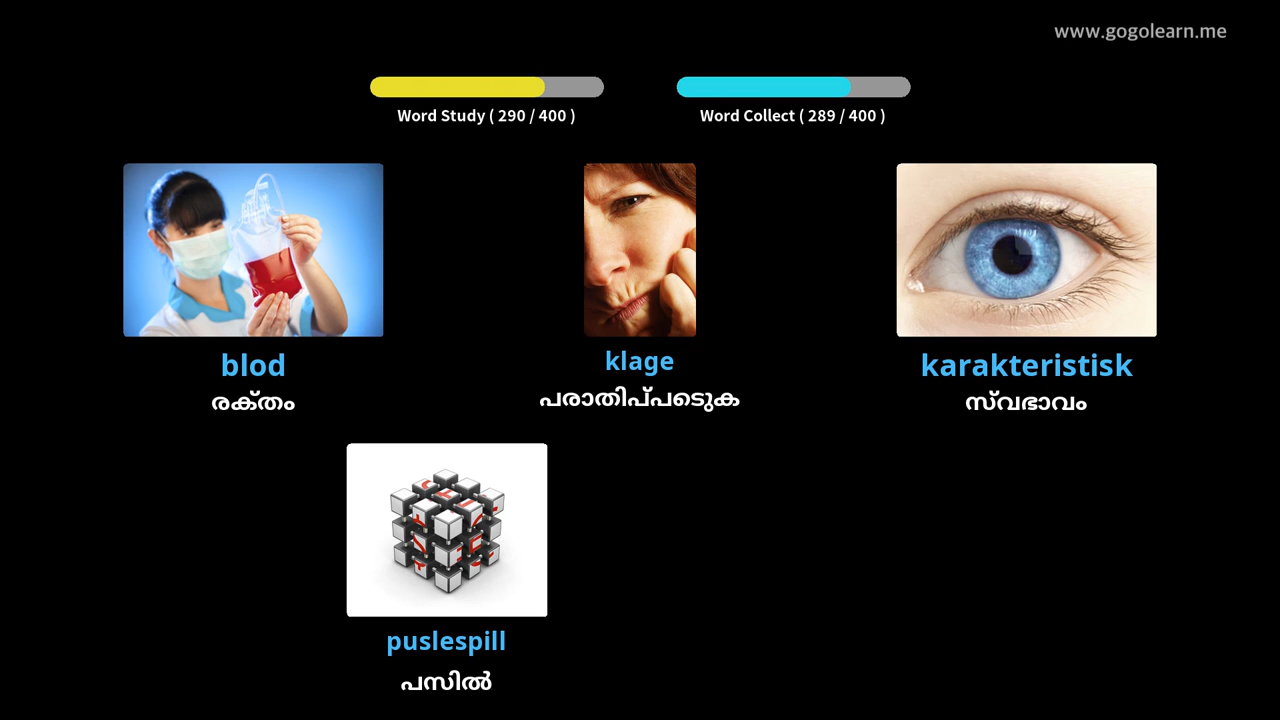 www.gogolearn.me
Word Study ( 290 / 400 )
Word Collect ( 289 / 400 )
blod
klage
karakteristisk
രക്തം
പരാതിപ്പടെുക
സ്വഭാവം
puslespill
പസിൽ